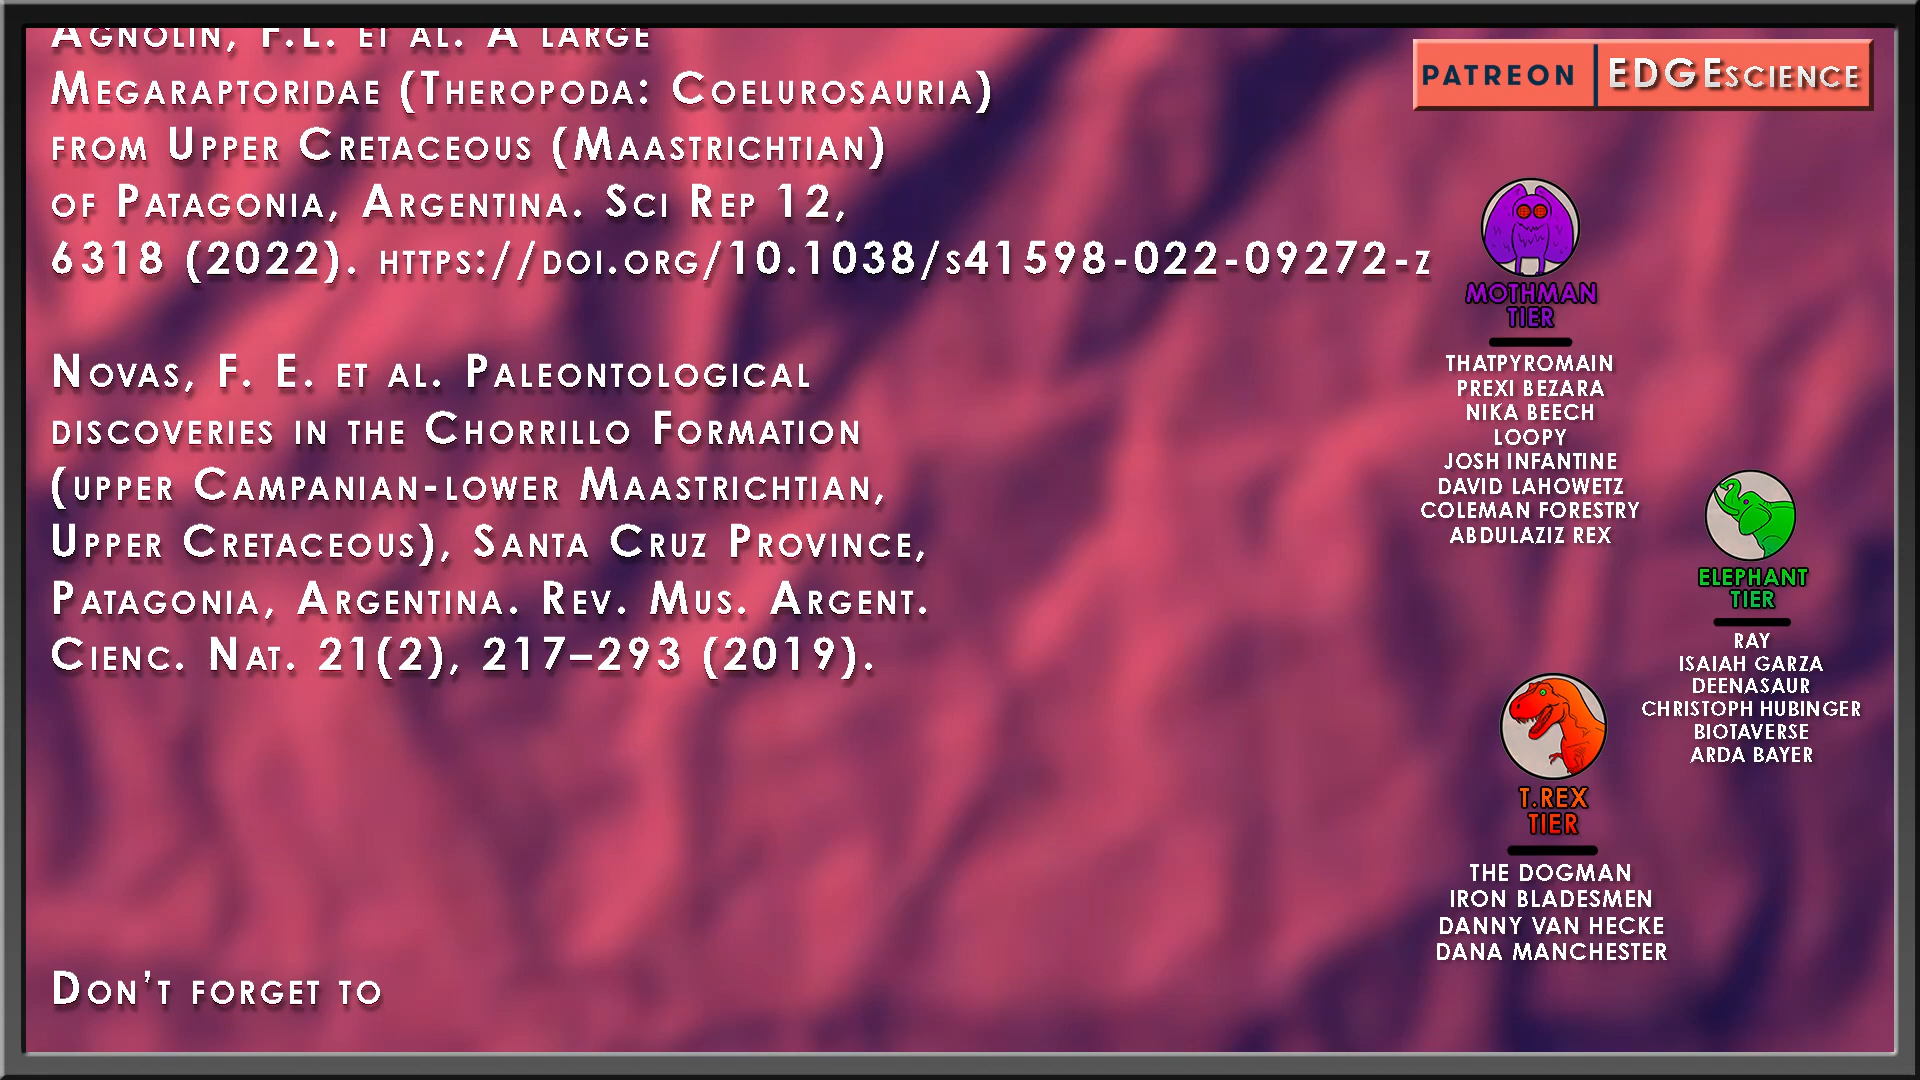 Agnolin, F.L. et al. A large
Megaraptoridae (Theropoda: Coelurosauria)
from Upper Cretaceous (Maastrichtian)
of Patagonia, Argentina. Sci Rep 12,
6318 (2022). https://doi.org/10.1038/s41598-022-09272-z
Novas, F. E. et al. Paleontological
discoveries in the Chorrillo Formation
(upper Campanian-lower Maastrichtian,
Upper Cretaceous), Santa Cruz Province,
Patagonia, Argentina. Rev. Mus. Argent.
Cienc. Nat. 21(2), 217–293 (2019).
Don't forget to
PATREON | EDGEscience
MOTHMAN
TIER
THATPYROMAIN
PREXI BEZARA
NIKA BEECH
LOOPY
JOSH INFANTINE
DAVID LAHOWETZ
COLEMAN FORESTRY
ABDULAZIZ REX
ELEPHANT
TIER
RAY
ISAIAH GARZA
DEENASAUR
CHRISTOPH HUBINGER
BIOTAVERSE
ARDA BAYER
T.REX
TIER
THE DOGMAN
IRON BLADESMEN
DANNY VAN HECKE
DANA MANCHESTER